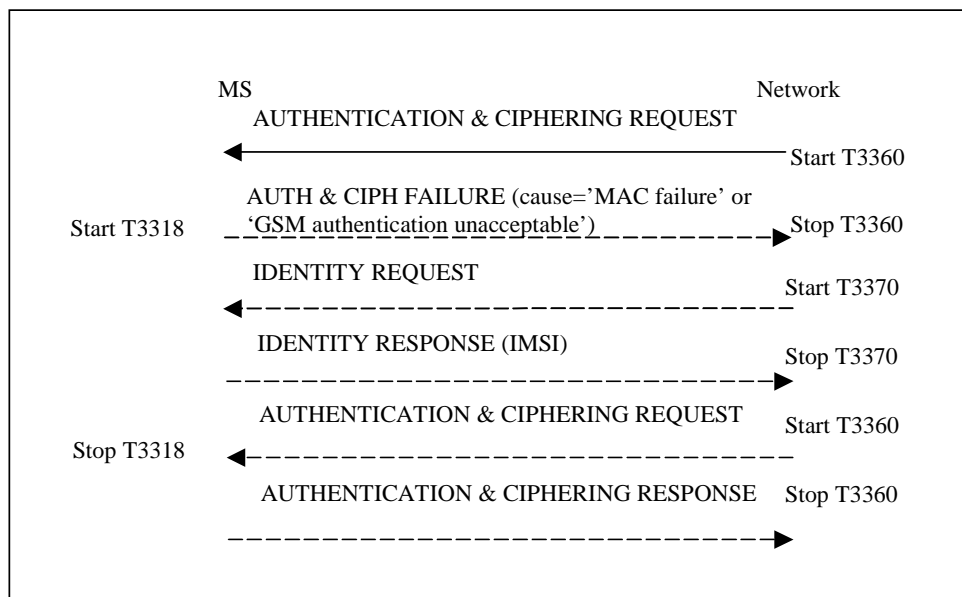 MS Network
AUTHENTICATION & CIPHERING REQUEST
Start T3360
AUTH & CIPH FAILURE (cause=’MAC failure’ or
‘GSM authentication unacceptable’)
Start T3318
Stop T3360
IDENTITY REQUEST
Start T3370
IDENTITY RESPONSE (IMSI)
Stop T3370
AUTHENTICATION & CIPHERING REQUEST
Start T3360
Stop T3318
AUTHENTICATION & CIPHERING RESPONSE
Stop T3360